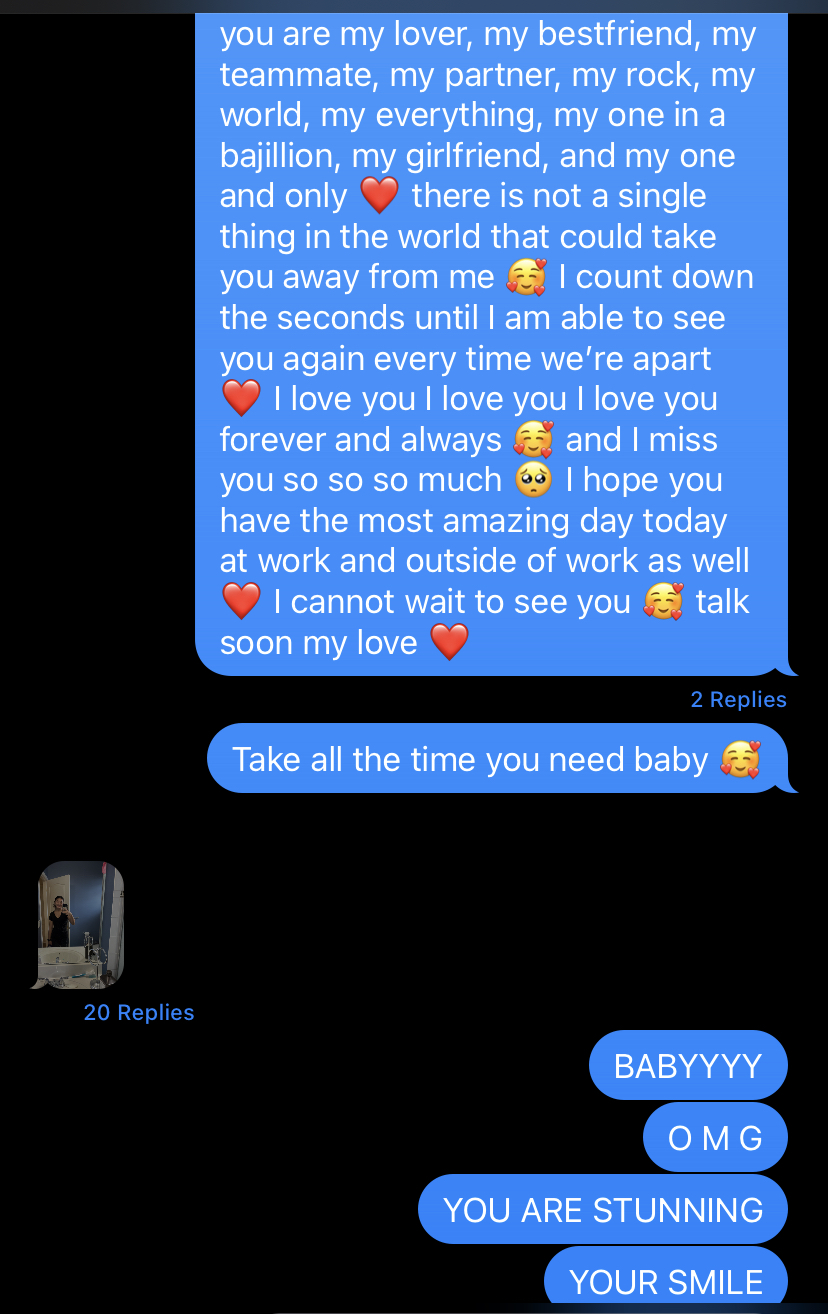 you are my lover, my bestfriend, my
teammate, my partner, my rock, my
world, my everything, my one in a
bajillion, my girlfriend, and my one
and only ❤️ there is not a single
thing in the world that could take
you away from me 🥰 I count down
the seconds until I am able to see
you again every time we’re apart
❤️ I love you I love you I love you
forever and always 🥰 and I miss
you so so so much 🥺 I hope you
have the most amazing day today
at work and outside of work as well
❤️ I cannot wait to see you 🥰 talk
soon my love ❤️
2 Replies
Take all the time you need baby 🥰
20 Replies
BABYYYY
O M G
YOU ARE STUNNING
YOUR SMILE